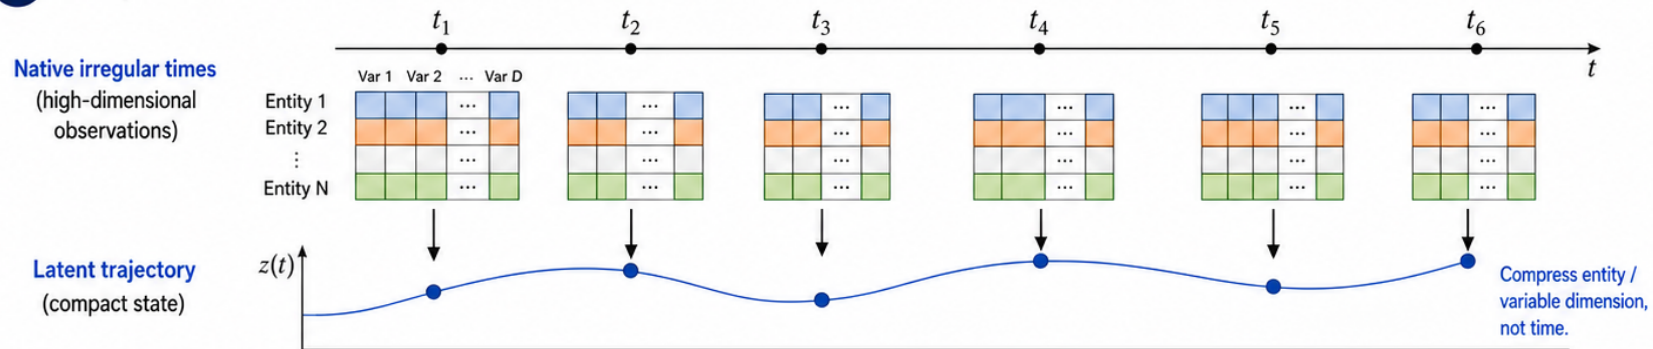 t₁ t₂ t₃ t₄ t₅ t₆
t
Native irregular times
(high-dimensional
observations)
Var 1 Var 2 ... Var D
Entity 1 ... ... ... ... ... ...
Entity 2 ... ... ... ... ... ...
⋮ ... ... ... ... ... ...
Entity N ... ... ... ... ... ...
Latent trajectory
(compact state)
z(t)
Compress entity /
variable dimension,
not time.